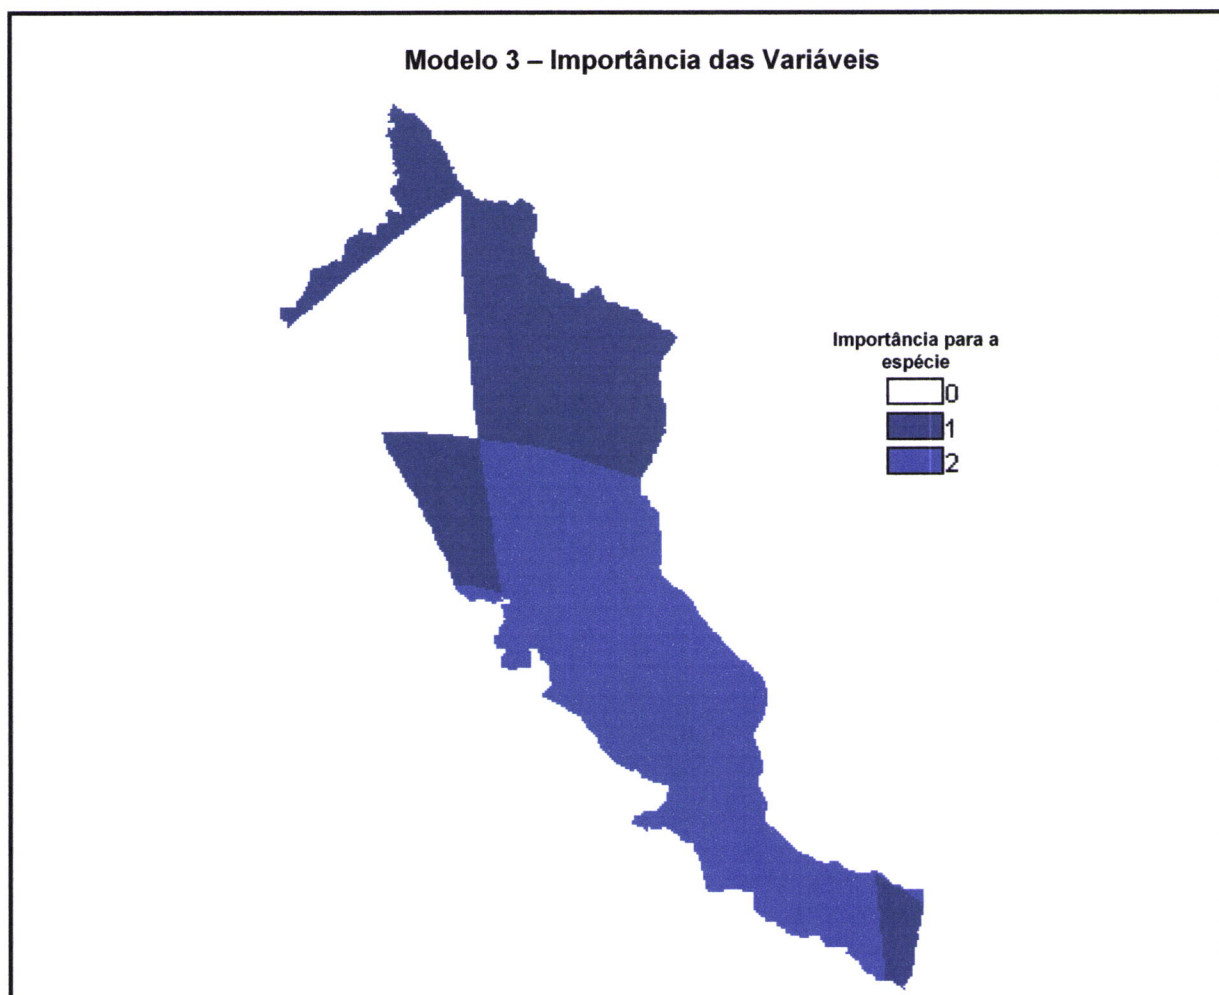 Modelo 3 – Importância das Variáveis
Importância para a
espécie
0
1
2